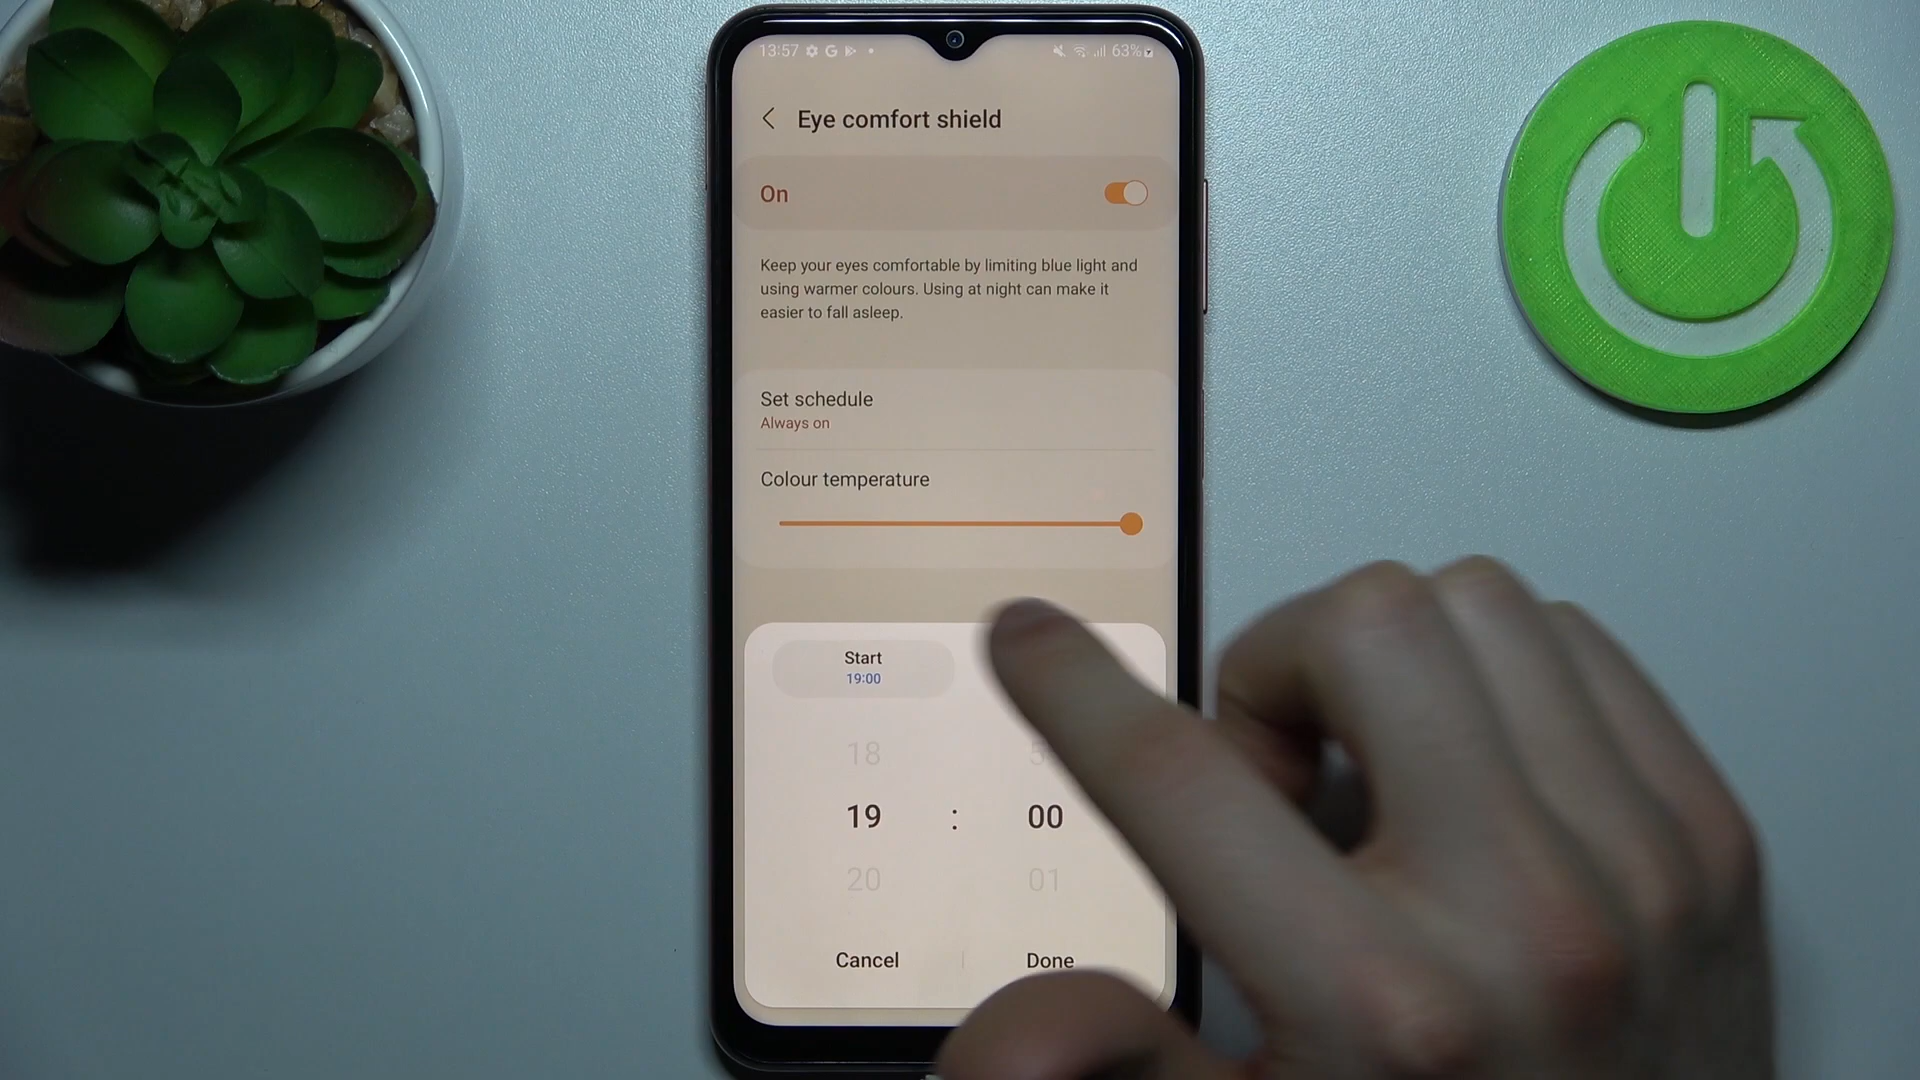 13:57
63%
Eye comfort shield
On
Keep your eyes comfortable by limiting blue light and
using warmer colours. Using at night can make it
easier to fall asleep.
Set schedule
Always on
Colour temperature
Start
19:00
18
19 : 00
20 01
Cancel Done